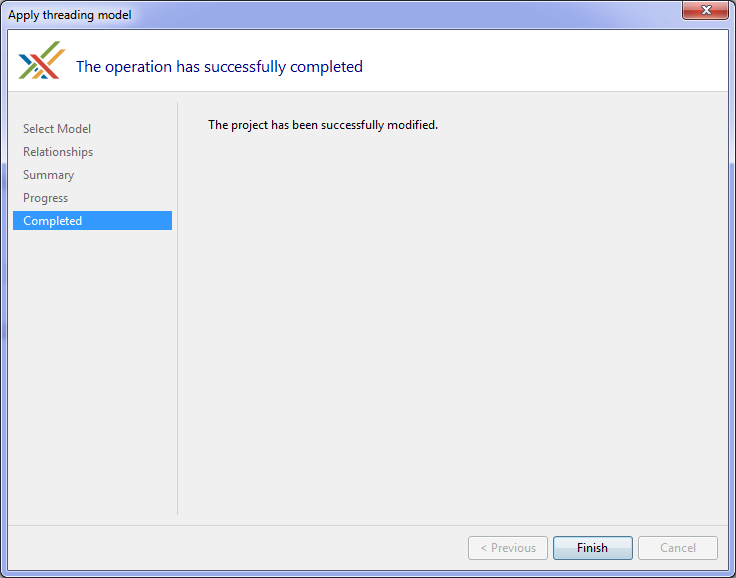 Apply threading model
The operation has successfully completed
Select Model
Relationships
Summary
Progress
Completed
The project has been successfully modified.
< Previous
Finish
Cancel